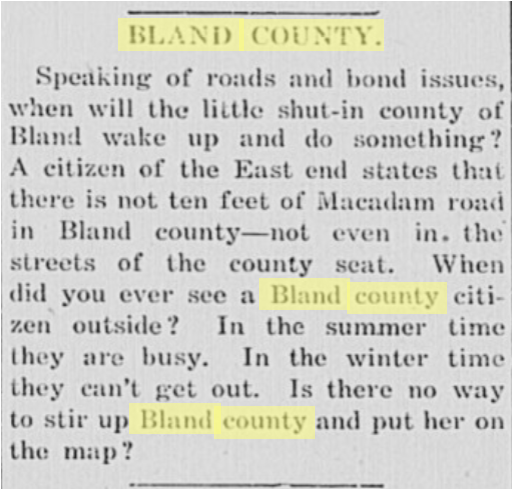 BLAND COUNTY.
Speaking of roads and bond issues,
when will the little shut-in county of
Bland wake up and do something?
A citizen of the East end states that
there is not ten feet of Macadam road
in Bland county—not even in. the
streets of the county seat. When
did you ever see a Bland county citi-
zen outside? In the summer time
they are busy. In the winter time
they can't get out. Is there no way
to stir up Bland county and put her on
the map?